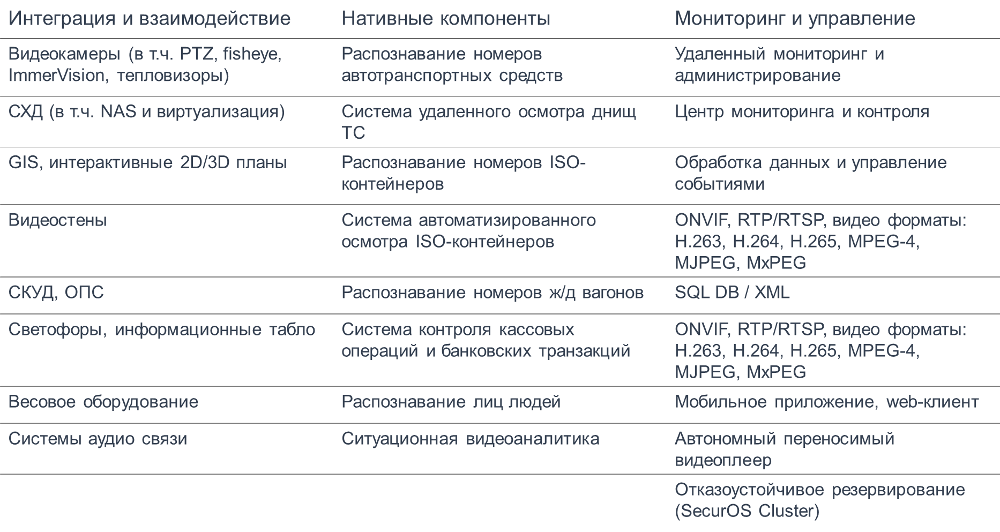 Интеграция и взаимодействие
Нативные компоненты
Мониторинг и управление
Видеокамеры (в т.ч. PTZ, fisheye,
ImmerVision, тепловизоры)
Распознавание номеров
автотранспортных средств
Удаленный мониторинг и
администрирование
СХД (в т.ч. NAS и виртуализация)
Система удаленного осмотра днищ
ТС
Центр мониторинга и контроля
GIS, интерактивные 2D/3D планы
Распознавание номеров ISO-
контейнеров
Обработка данных и управление
событиями
Видеостены
Система автоматизированного
осмотра ISO-контейнеров
ONVIF, RTP/RTSP, видео форматы:
H.263, H.264, H.265, MPEG-4,
MJPEG, MxPEG
СКУД, ОПС
Распознавание номеров ж/д вагонов
SQL DB / XML
Светофоры, информационные табло
Система контроля кассовых
операций и банковских транзакций
ONVIF, RTP/RTSP, видео форматы:
H.263, H.264, H.265, MPEG-4,
MJPEG, MxPEG
Весовое оборудование
Распознавание лиц людей
Мобильное приложение, web-клиент
Системы аудио связи
Ситуационная видеоаналитика
Автономный переносимый
видеоплеер
Отказоустойчивое резервирование
(SecurOS Cluster)